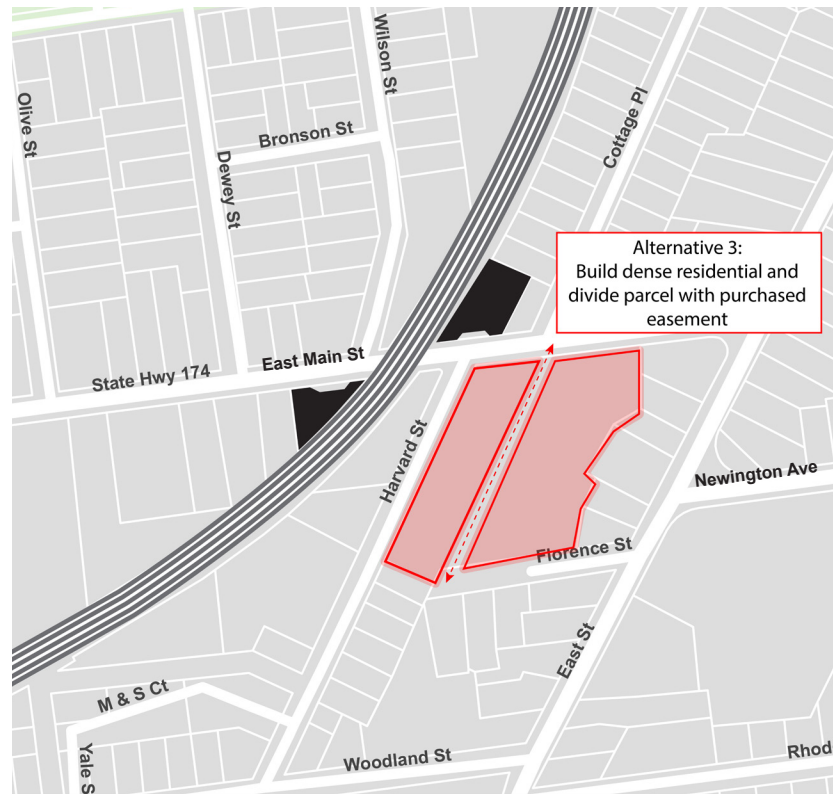 Wilson St
Olive St
Cottage Pl
Bronson St
Dewey St
Alternative 3:
Build dense residential and
divide parcel with purchased
easement
East Main St
State Hwy 174
Harvard St
Newington Ave
Florence St
East St
M & S Ct
Yale S
Woodland St
Rhod